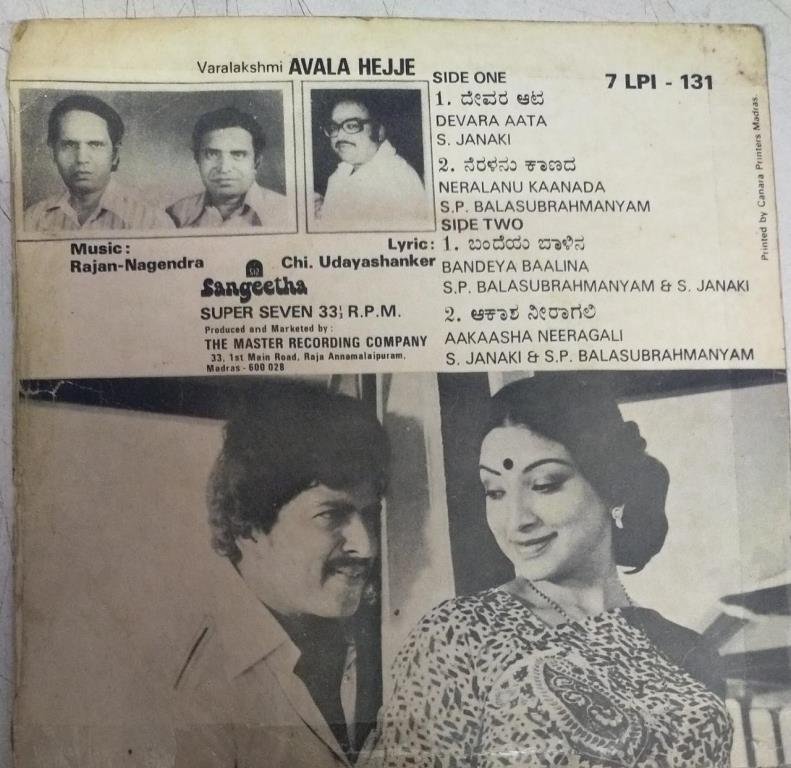 Varalakshmi AVALA HEJJE
Music:
Rajan-Nagendra
Lyric:
Chi. Udayashanker
Sangeetha
SUPER SEVEN 33⅓ R.P.M.
Produced and Marketed by :
THE MASTER RECORDING COMPANY
33, 1st Main Road, Raja Annamalaipuram,
Madras - 600 028
SIDE ONE
7 LPI - 131
1. ದೇವರ ಆಟ
DEVARA AATA
S. JANAKI
2. ನೆರಳನು ಕಾಣದ
NERALANU KAANADA
S.P. BALASUBRAHMANYAM
SIDE TWO
1. ಬಂದೆಯ ಬಾಳಿನ
BANDEYA BAALINA
S.P. BALASUBRAHMANYAM & S. JANAKI
2. ಆಕಾಶ ನೀರಾಗಲಿ
AAKAASHA NEERAGALI
S. JANAKI & S.P. BALASUBRAHMANYAM
Printed by Canara Printers Madras.